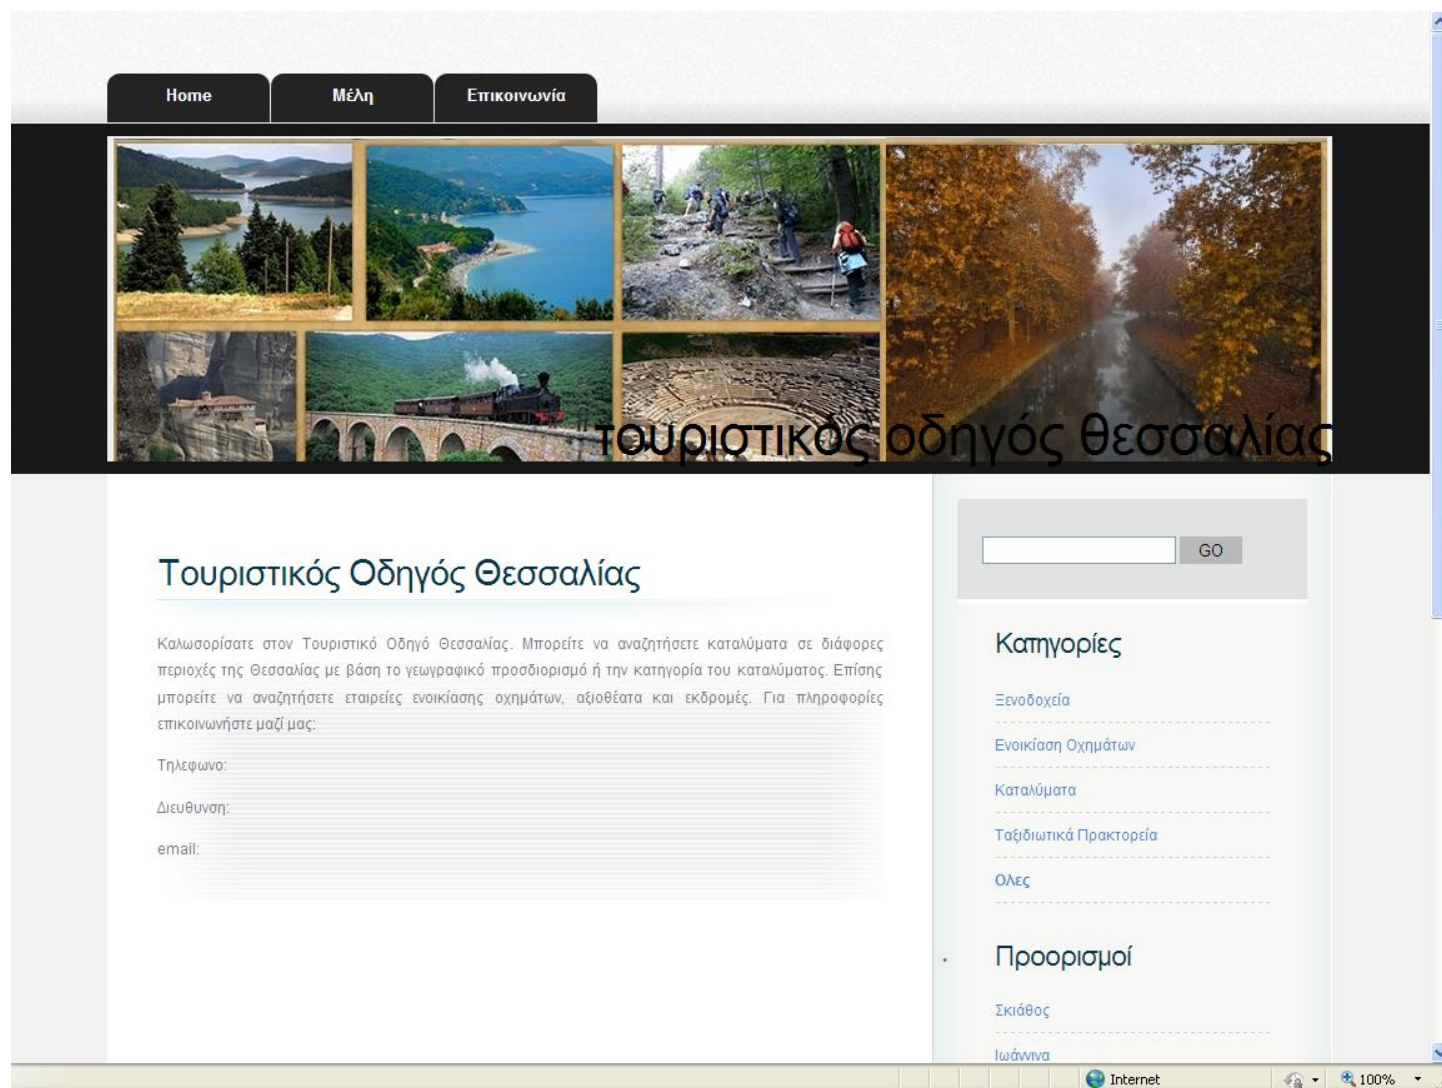 Home
Μέλη
Επικοινωνία
τουριστικός οδηγός θεσσαλίας
Τουριστικός Οδηγός Θεσσαλίας
Καλωσορίσατε στον Τουριστικό Οδηγό Θεσσαλίας. Μπορείτε να αναζητήσετε καταλύματα σε διάφορες
περιοχές της Θεσσαλίας με βάση το γεωγραφικό προσδιορισμό ή την κατηγορία του καταλύματος. Επίσης
μπορείτε να αναζητήσετε εταιρείες ενοικίασης οχημάτων, αξιοθέατα και εκδρομές. Για πληροφορίες
επικοινωνήστε μαζί μας:
Τηλεφωνο:
Διευθυνση:
email:
GO
Κατηγορίες
Ξενοδοχεία
Ενοικίαση Οχημάτων
Καταλύματα
Ταξιδιωτικά Πρακτορεία
Ολες
Προορισμοί
Σκιάθος
Ιωάννινα
Internet
100%